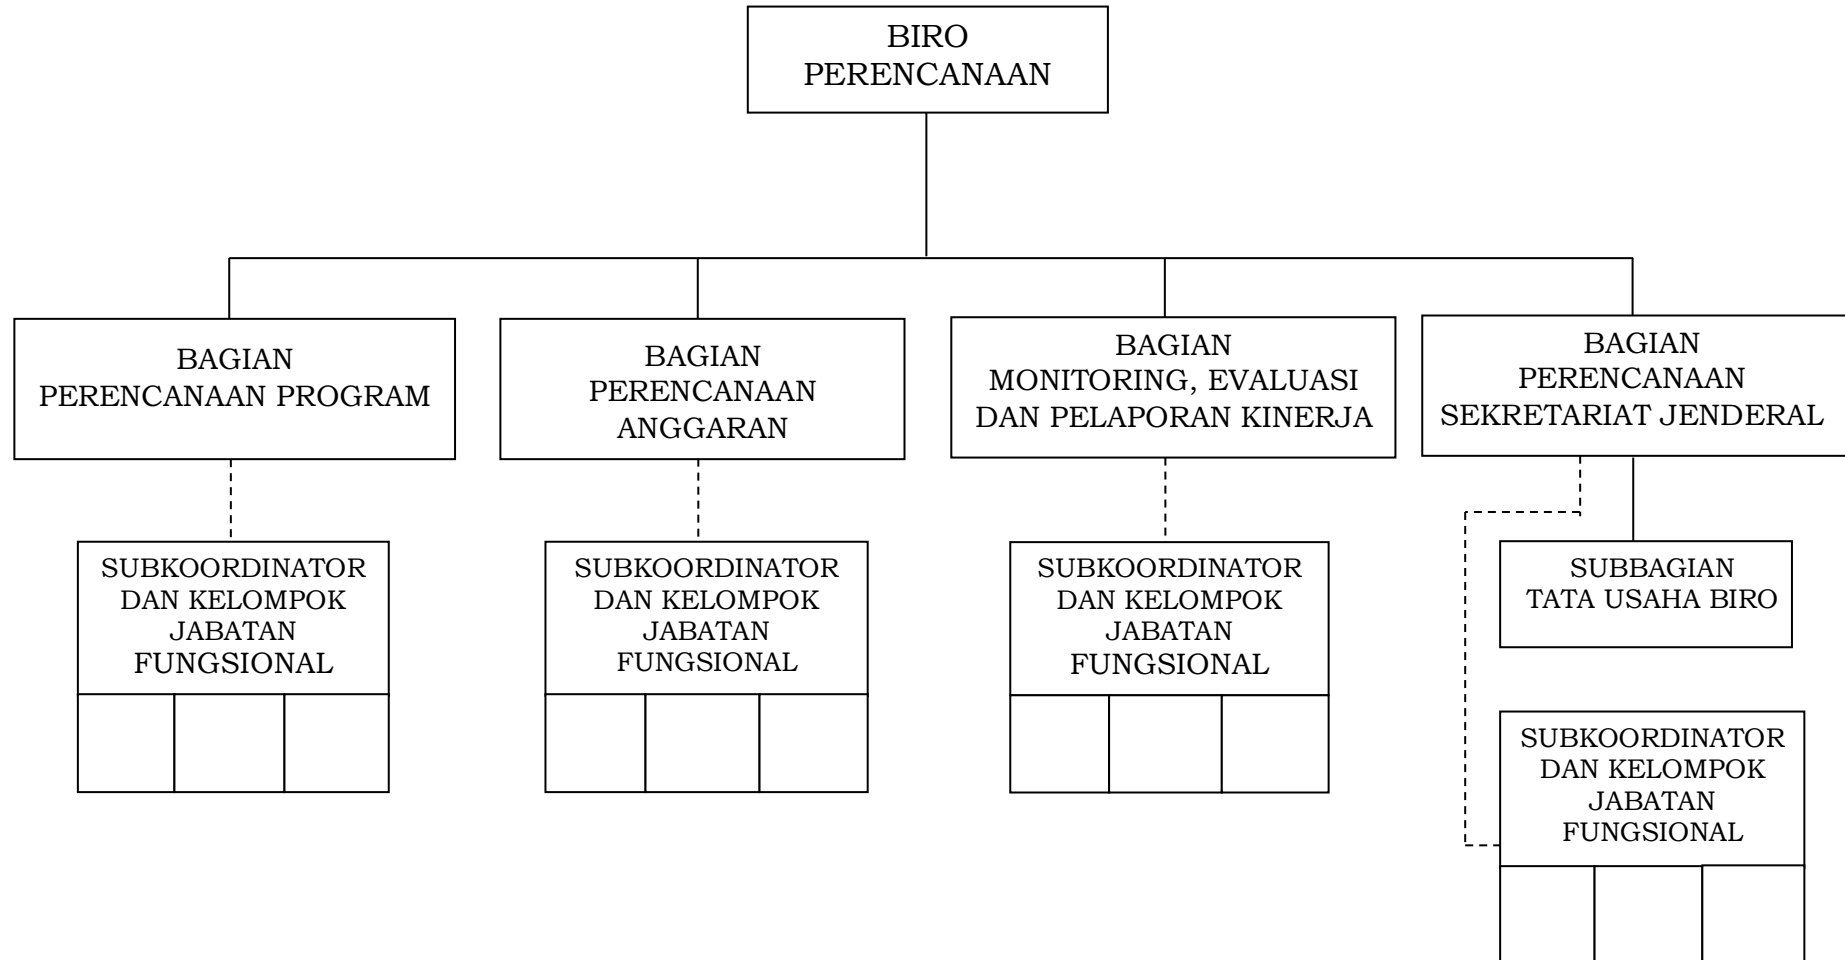 BIRO
PERENCANAAN
BAGIAN
PERENCANAAN PROGRAM
BAGIAN
PERENCANAAN
ANGGARAN
BAGIAN
MONITORING, EVALUASI
DAN PELAPORAN KINERJA
BAGIAN
PERENCANAAN
SEKRETARIAT JENDERAL
SUBKOORDINATOR
DAN KELOMPOK
JABATAN
FUNGSIONAL
SUBKOORDINATOR
DAN KELOMPOK
JABATAN
FUNGSIONAL
SUBKOORDINATOR
DAN KELOMPOK
JABATAN
FUNGSIONAL
SUBBAGIAN
TATA USAHA BIRO
SUBKOORDINATOR
DAN KELOMPOK
JABATAN
FUNGSIONAL